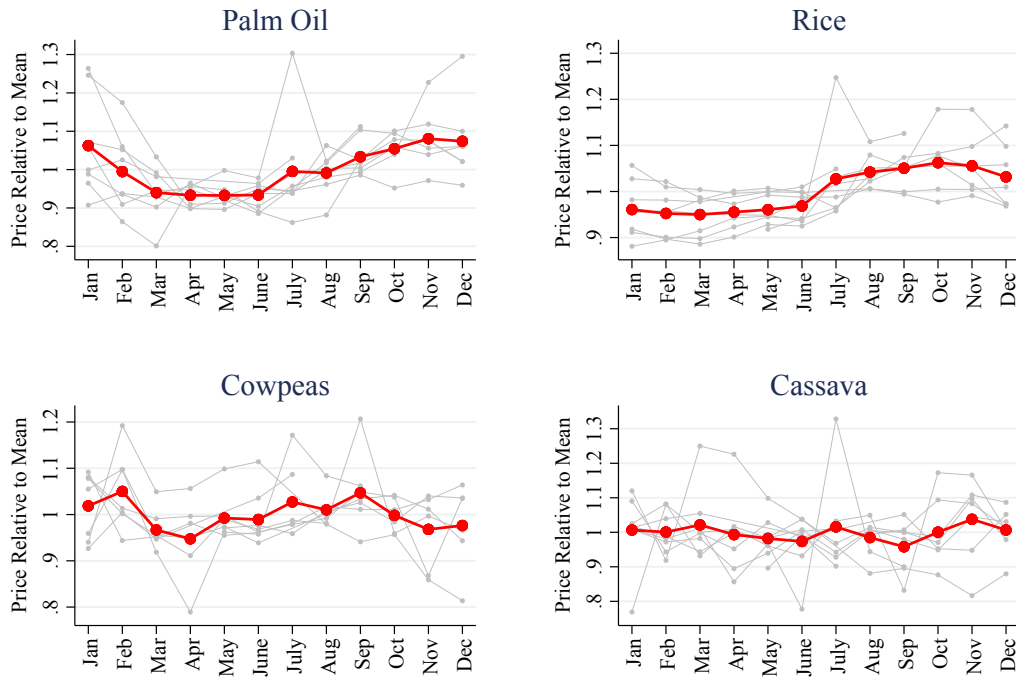 Palm Oil
Price Relative to Mean
1.3
1.2
1.1
1
.9
.8
Jan
Feb
Mar
Apr
May
June
July
Aug
Sep
Oct
Nov
Dec
Rice
Price Relative to Mean
1.3
1.2
1.1
1
.9
Jan
Feb
Mar
Apr
May
June
July
Aug
Sep
Oct
Nov
Dec
Cowpeas
Price Relative to Mean
1.2
1.1
1
.9
.8
Jan
Feb
Mar
Apr
May
June
July
Aug
Sep
Oct
Nov
Dec
Cassava
Price Relative to Mean
1.3
1.2
1.1
1
.9
.8
Jan
Feb
Mar
Apr
May
June
July
Aug
Sep
Oct
Nov
Dec